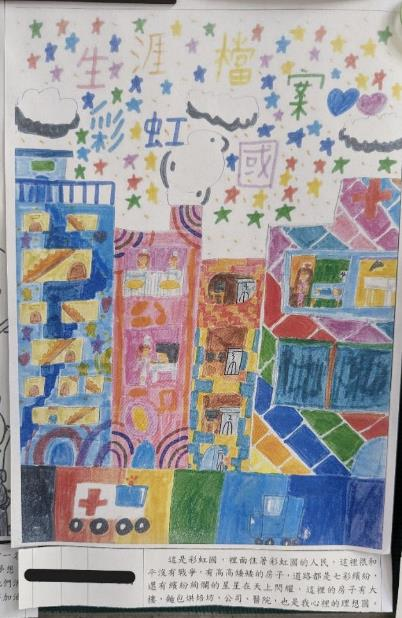 生涯檔案
彩虹國
這是彩虹國，裡面住著彩虹國的人民，這裡很和
平沒有戰爭，有高高矮矮的房子，道路都是七彩繽紛，
還有繽紛絢爛的星星在天上閃耀，這裡的房子有大
樓、麵包烘焙坊、公司、醫院，也是我心裡的理想國。